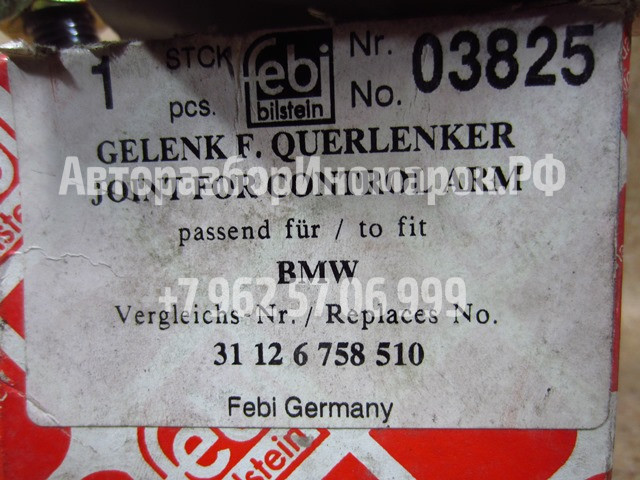 1 STCK pcs. febi bilstein Nr. No. 03825
GELENK F. QUERLENKER
АвторазборИномарок.РФ
JOINT FOR CONTROL ARM
passend für / to fit
BMW
+7 962 57 06 999
Vergleichs-Nr./ Replaces No.
31 12 6 758 510
Febi Germany
febi
bilstein